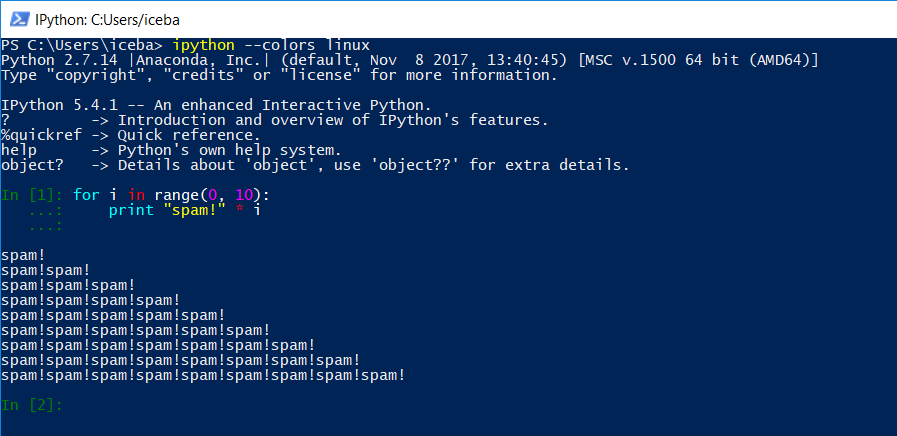 IPython: C:Users/iceba
PS C:\Users\iceba> ipython --colors linux
Python 2.7.14 |Anaconda, Inc.| (default, Nov  8 2017, 13:40:45) [MSC v.1500 64 bit (AMD64)]
Type "copyright", "credits" or "license" for more information.

IPython 5.4.1 -- An enhanced Interactive Python.
?         -> Introduction and overview of IPython's features.
%quickref -> Quick reference.
help      -> Python's own help system.
object?   -> Details about 'object', use 'object??' for extra details.

In [1]: for i in range(0, 10):
   ...:     print "spam!" * i
   ...:

spam!
spam!spam!
spam!spam!spam!
spam!spam!spam!spam!
spam!spam!spam!spam!spam!
spam!spam!spam!spam!spam!spam!
spam!spam!spam!spam!spam!spam!spam!
spam!spam!spam!spam!spam!spam!spam!spam!
spam!spam!spam!spam!spam!spam!spam!spam!spam!

In [2]: